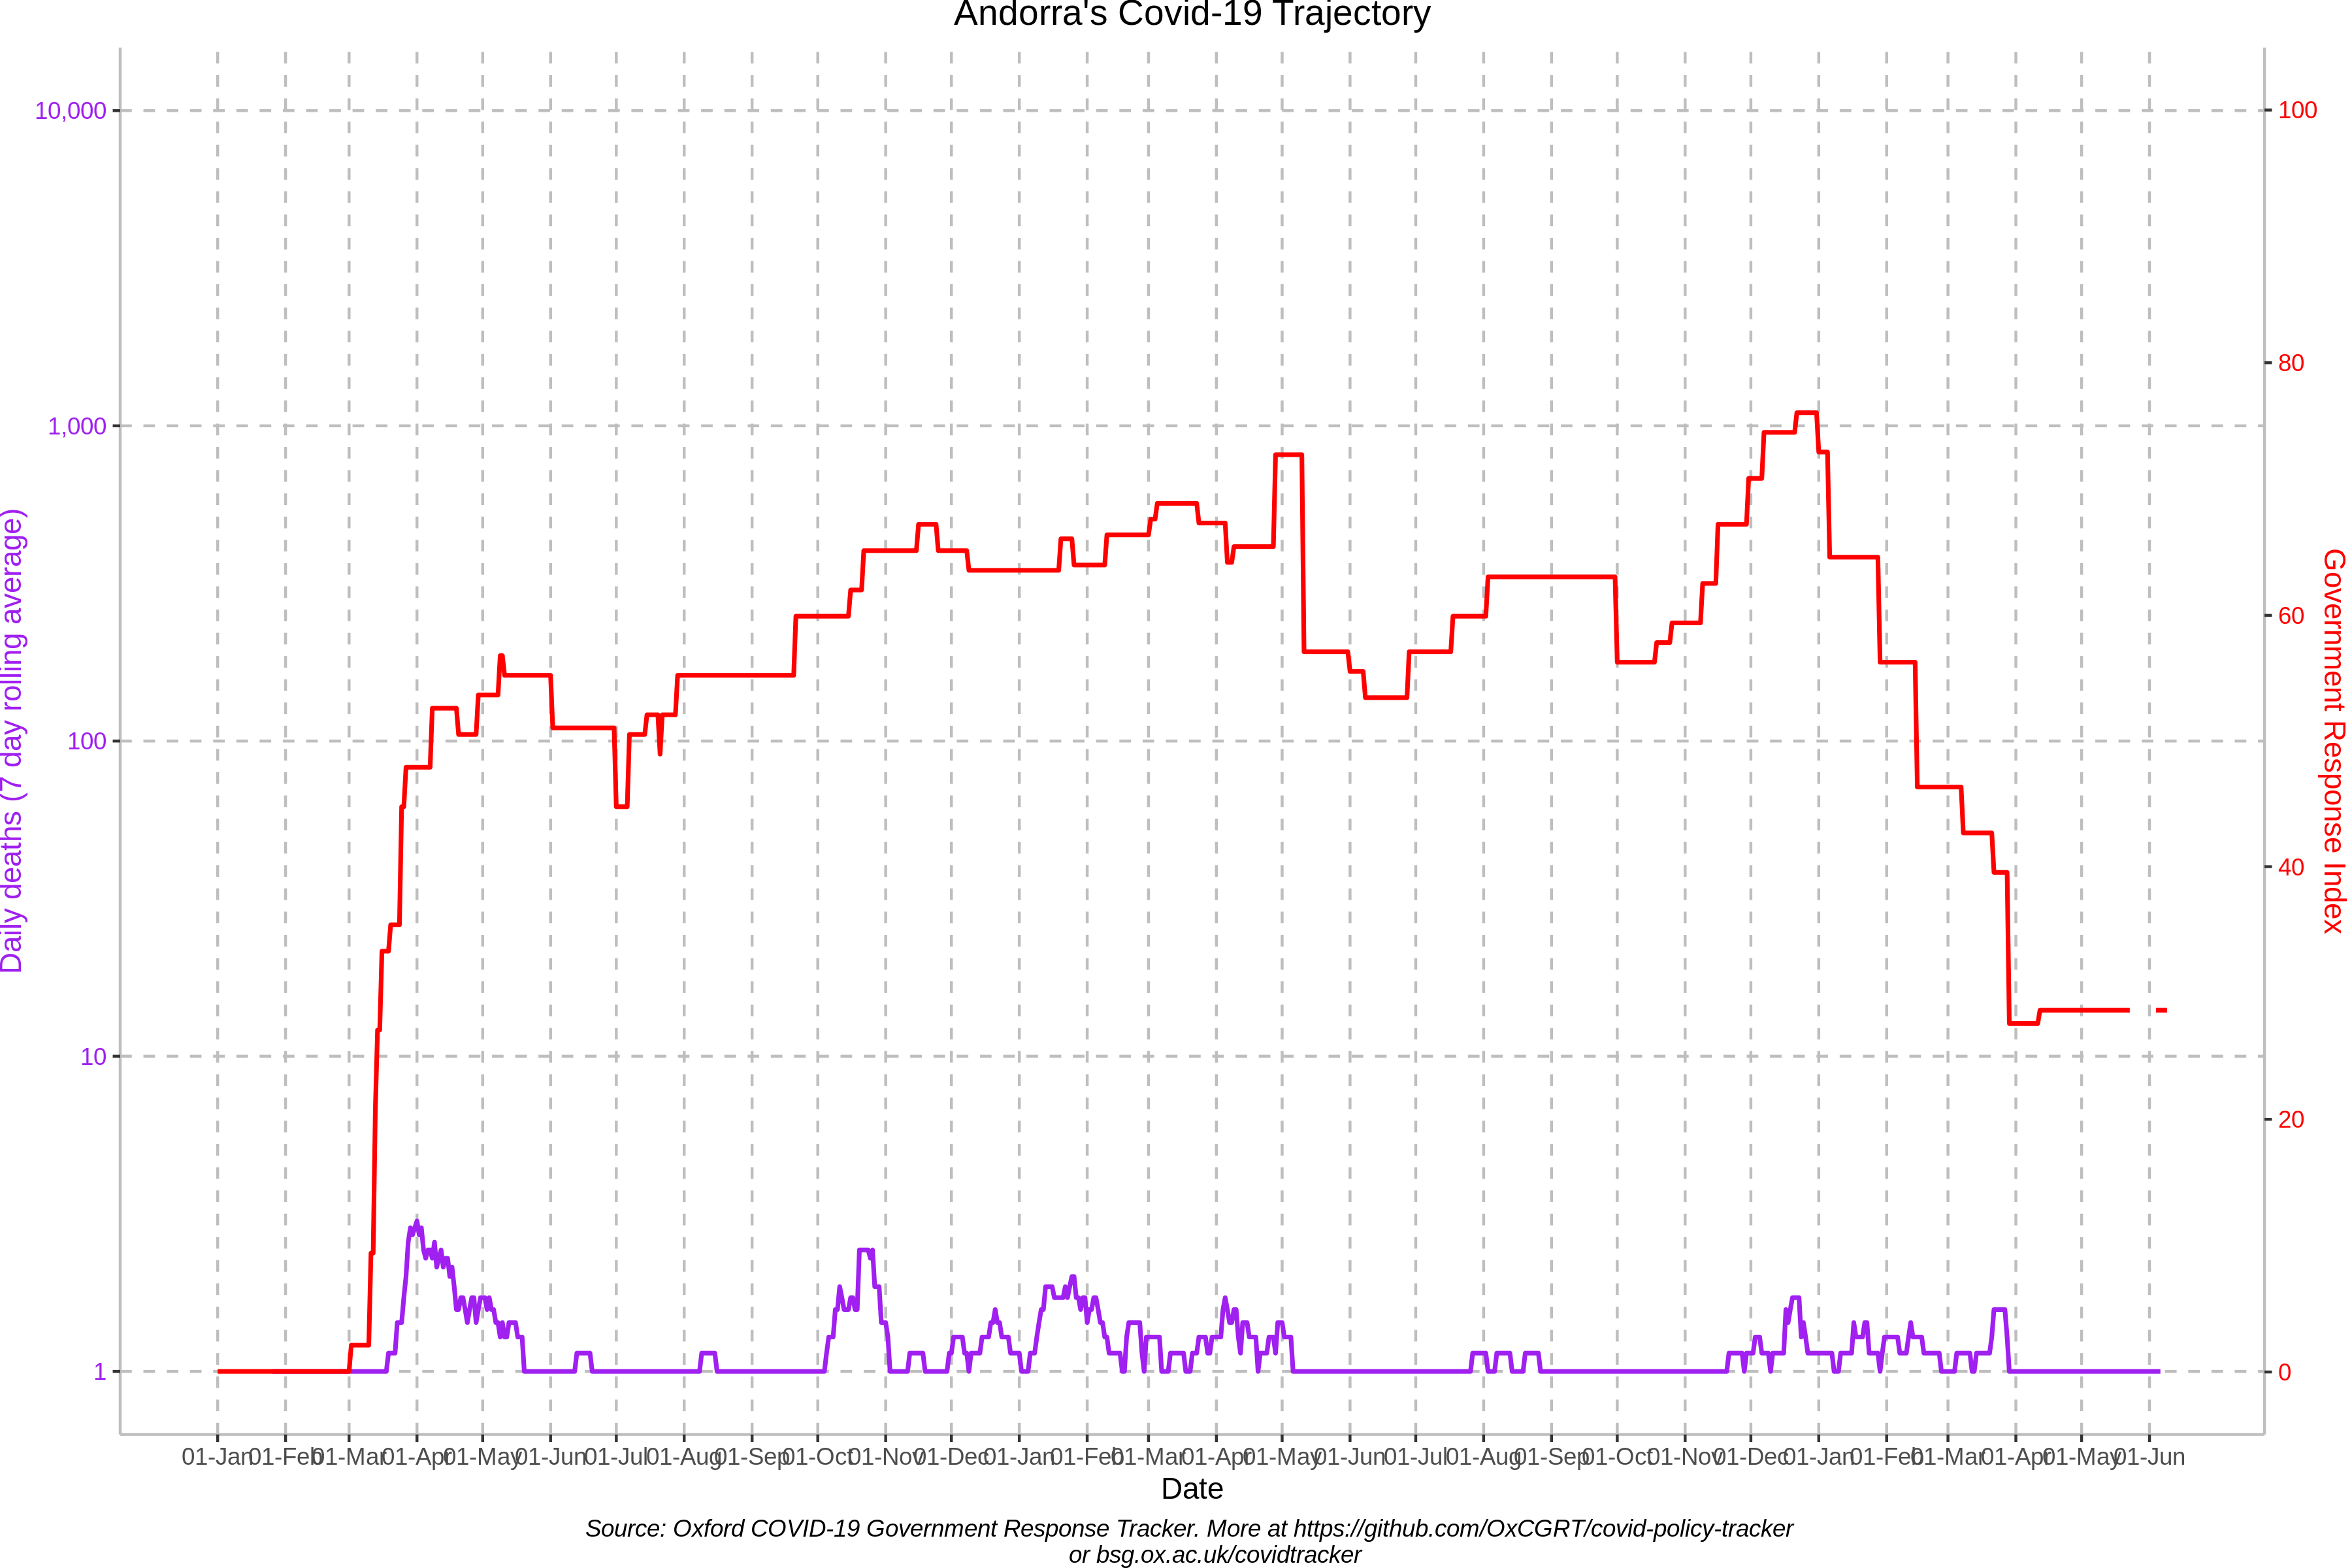 Andorra's Covid-19 Trajectory
10,000
1,000
100
10
1
Daily deaths (7 day rolling average)
100
80
60
40
20
0
Government Response Index
01-Jan 01-Feb 01-Mar 01-Apr 01-May 01-Jun 01-Jul 01-Aug 01-Sep 01-Oct 01-Nov 01-Dec 01-Jan 01-Feb 01-Mar 01-Apr 01-May 01-Jun 01-Jul 01-Aug 01-Sep 01-Oct 01-Nov 01-Dec 01-Jan 01-Feb 01-Mar 01-Apr 01-May 01-Jun
Date
Source: Oxford COVID-19 Government Response Tracker. More at https://github.com/OxCGRT/covid-policy-tracker
or bsg.ox.ac.uk/covidtracker